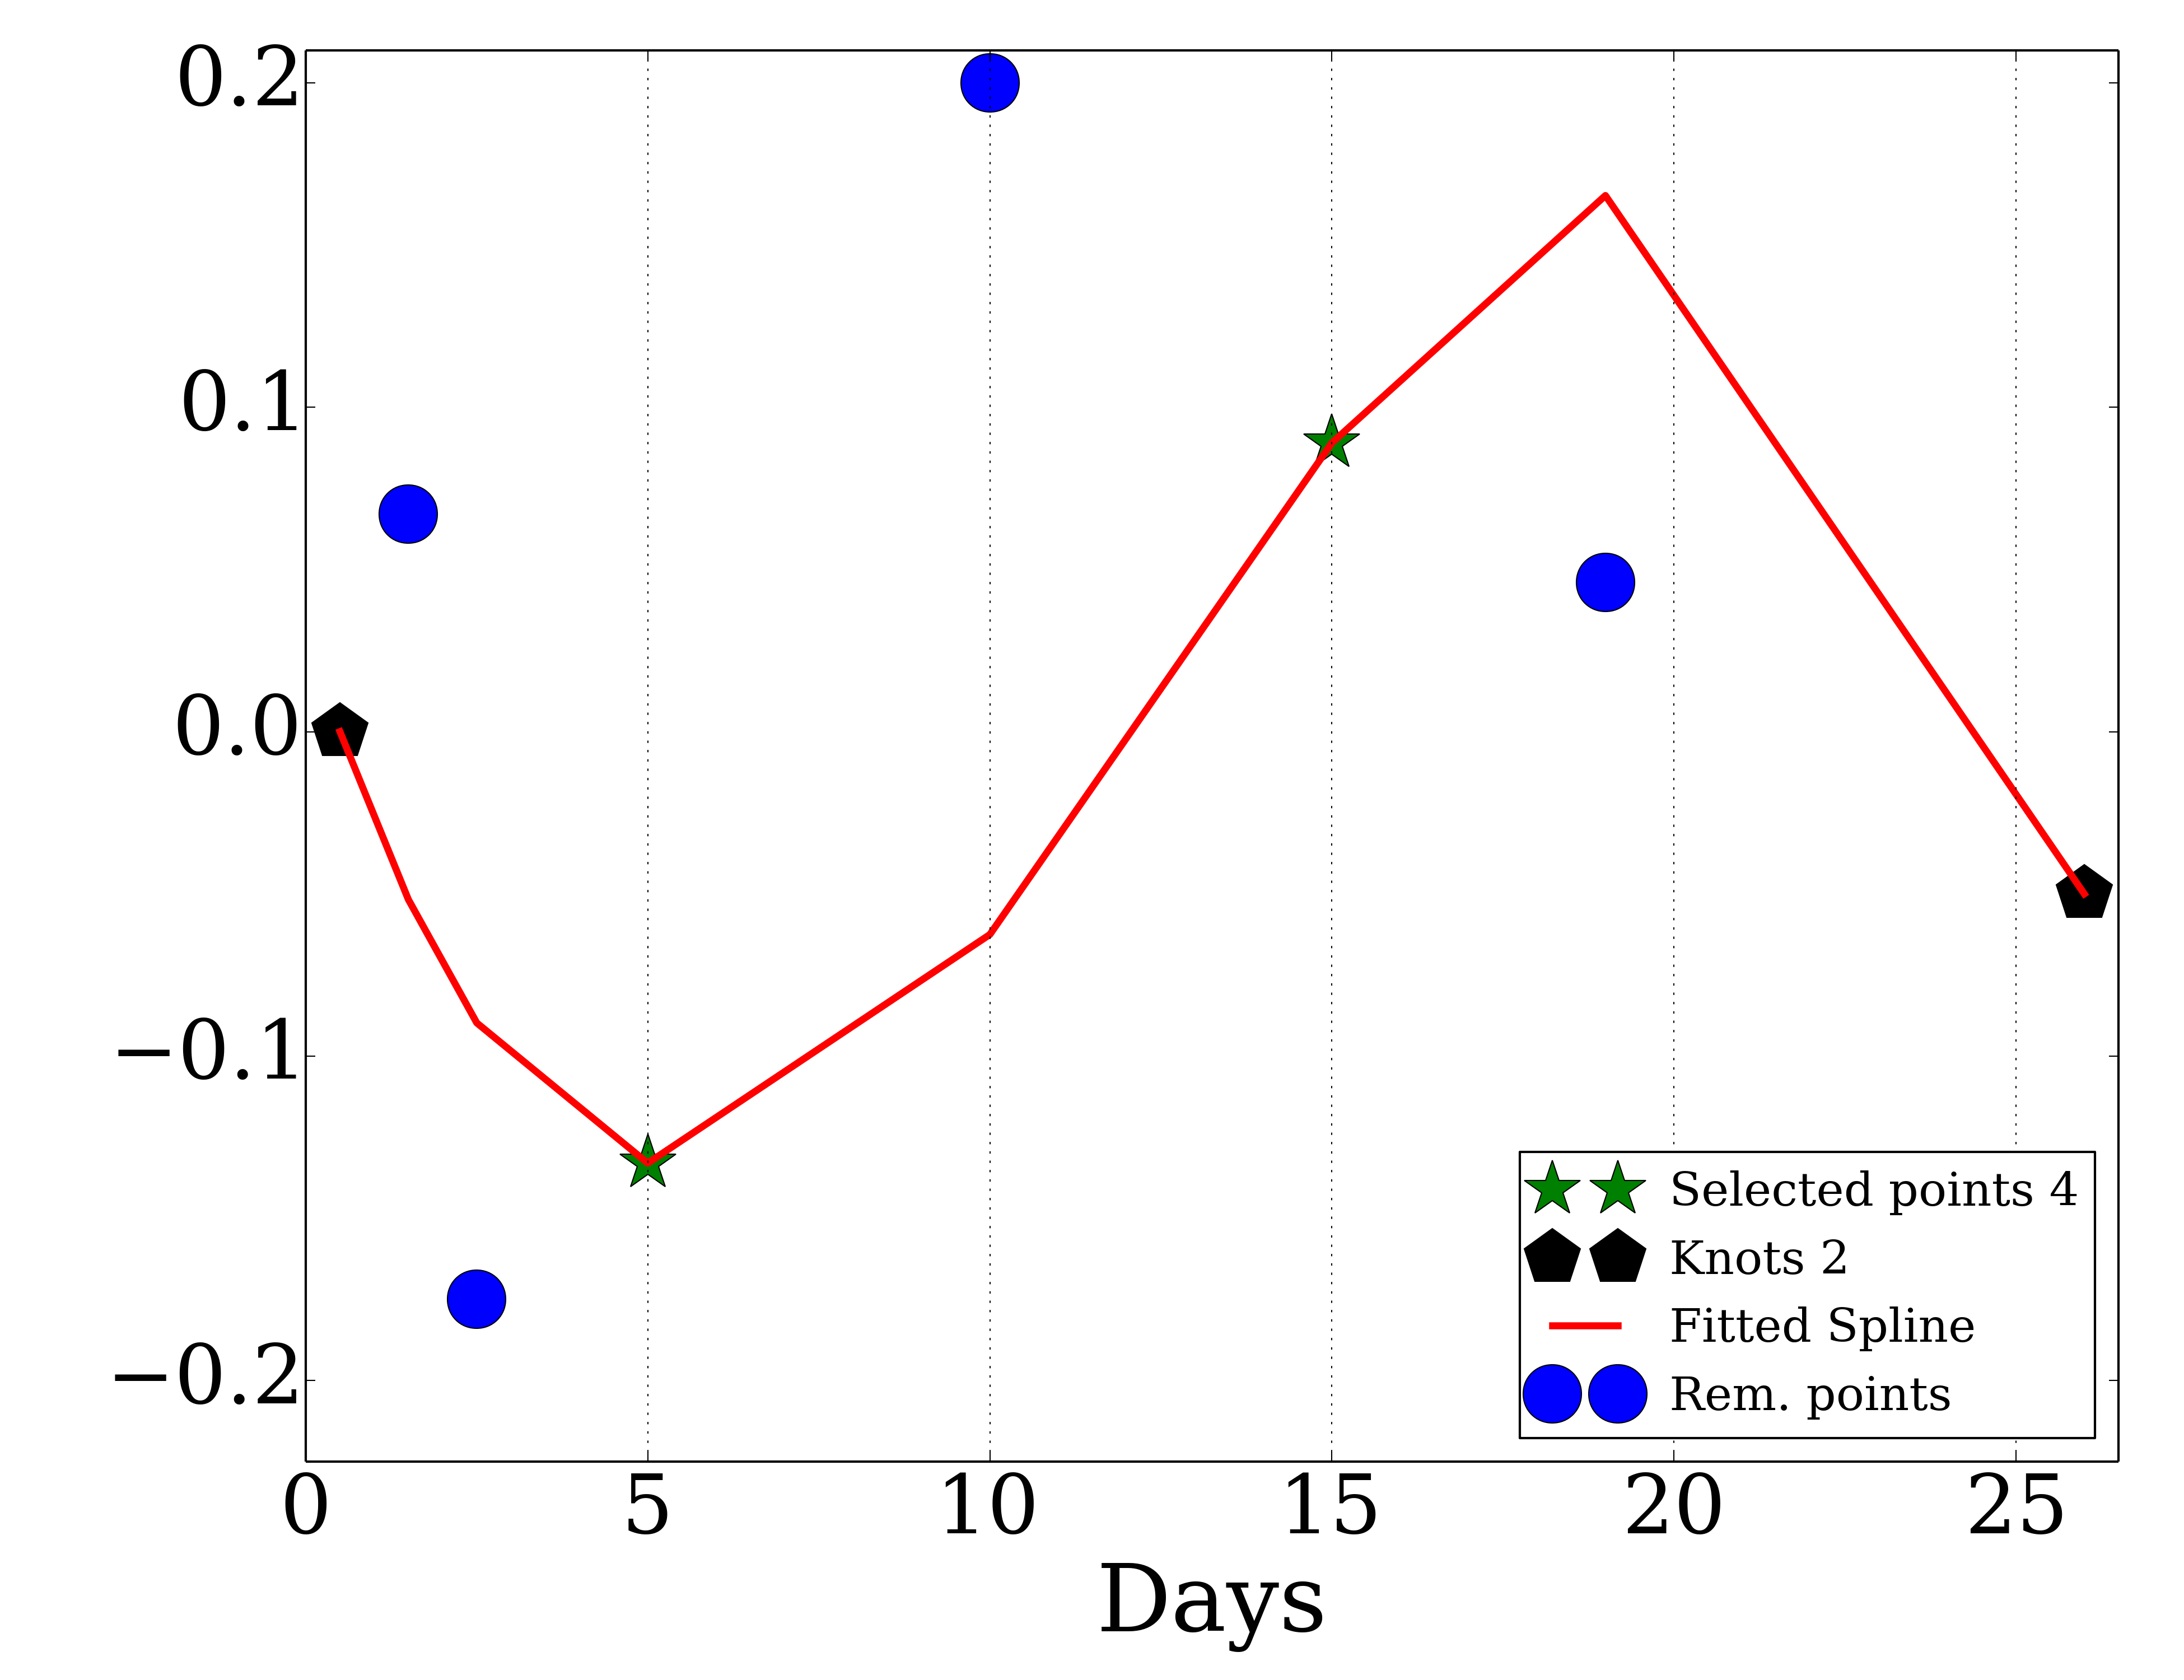 0.2
0.1
0.0
−0.1
−0.2
0 5 10 15 20 25
Days
Selected points 4
Knots 2
Fitted Spline
Rem. points